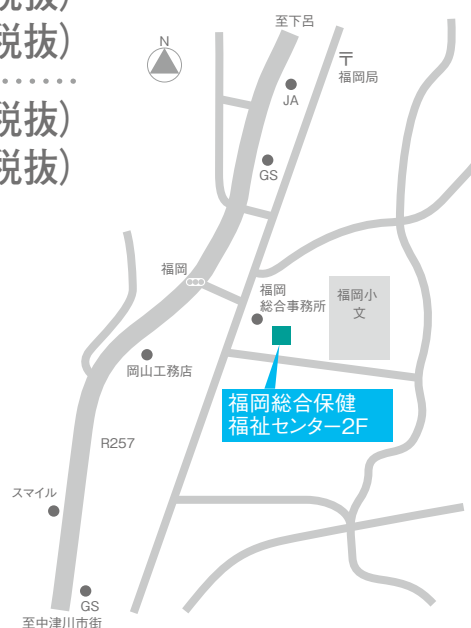 税抜)
税抜)
税抜)
税抜)
至下呂
N
〒
福岡局
JA
GS
福岡
福岡
総合事務所
福岡小
文
岡山工務店
福岡総合保健
福祉センター2F
R257
スマイル
GS
至中津川市街